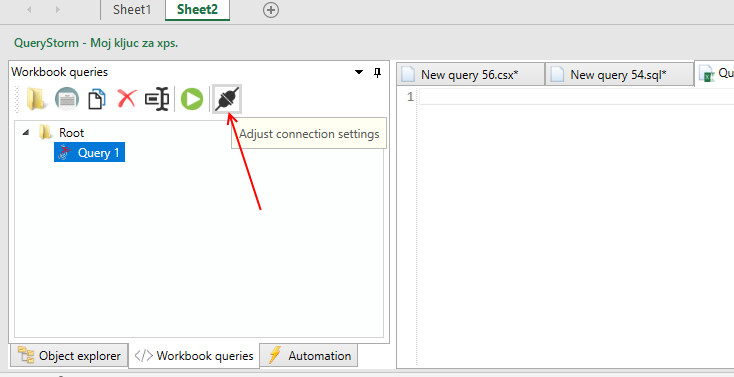 Sheet1 Sheet2
QueryStorm - Moj kljuc za xps.
Workbook queries
New query 56.csx* New query 54.sql* Qu
1
Root
Adjust connection settings
Query 1
Object explorer </> Workbook queries Automation